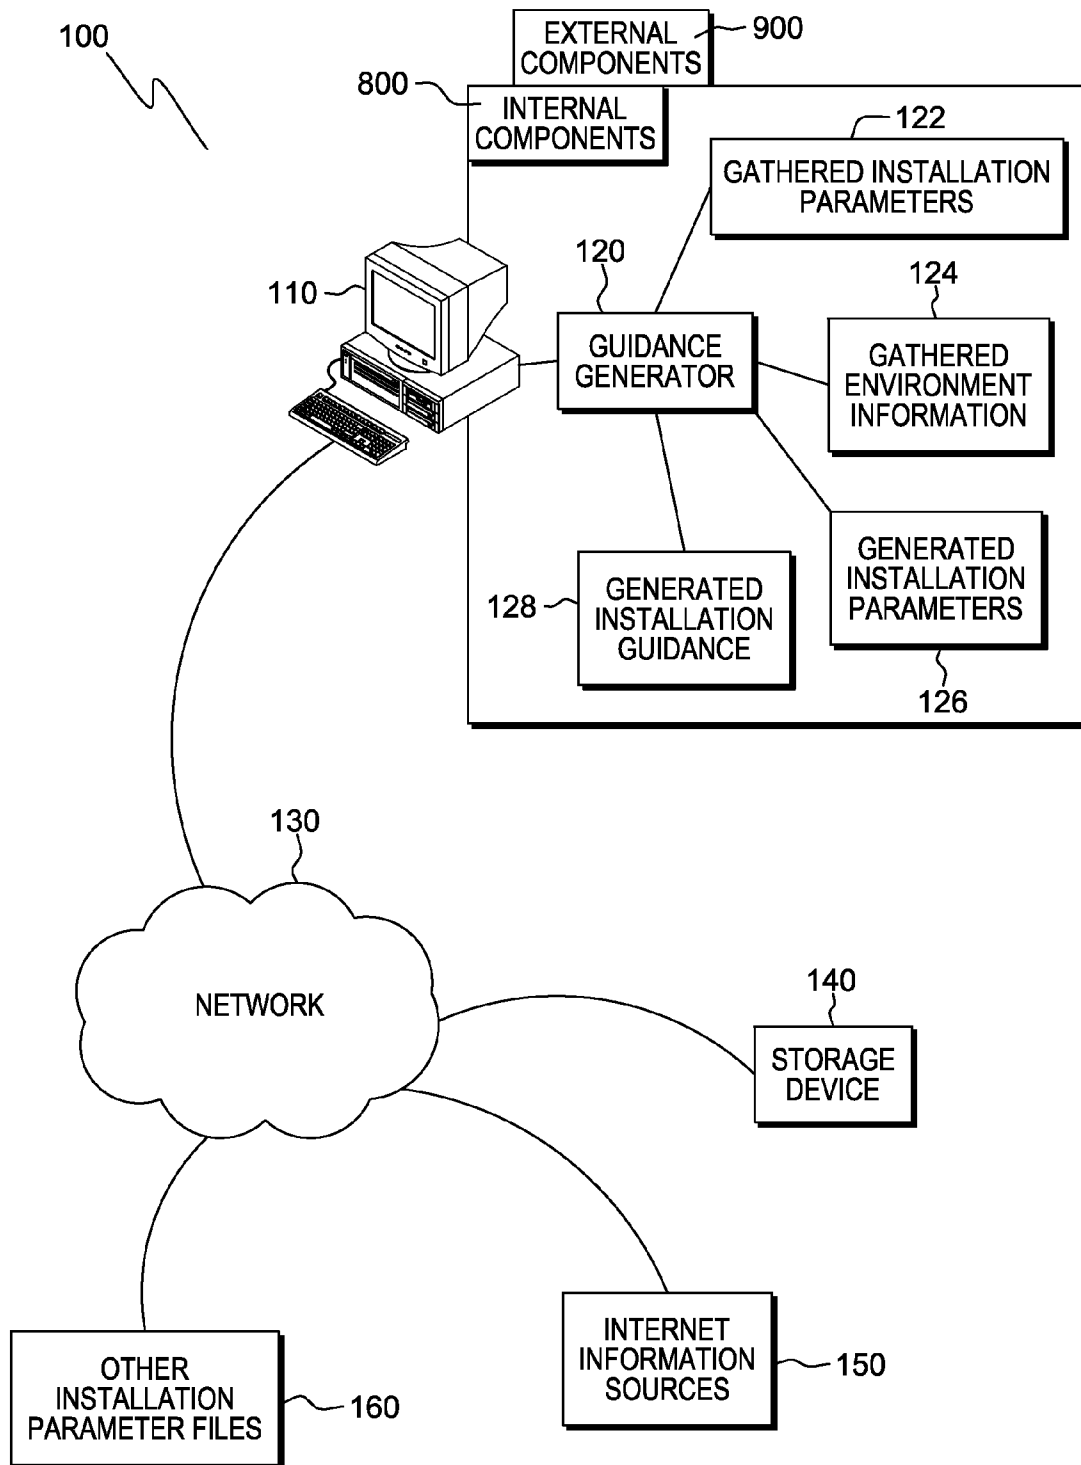 100
EXTERNAL
COMPONENTS
900
800
INTERNAL
COMPONENTS
122
GATHERED INSTALLATION
PARAMETERS
110
120
GUIDANCE
GENERATOR
124
GATHERED
ENVIRONMENT
INFORMATION
128
GENERATED
INSTALLATION
GUIDANCE
GENERATED
INSTALLATION
PARAMETERS
126
130
NETWORK
140
STORAGE
DEVICE
INTERNET
INFORMATION
SOURCES
150
OTHER
INSTALLATION
PARAMETER FILES
160